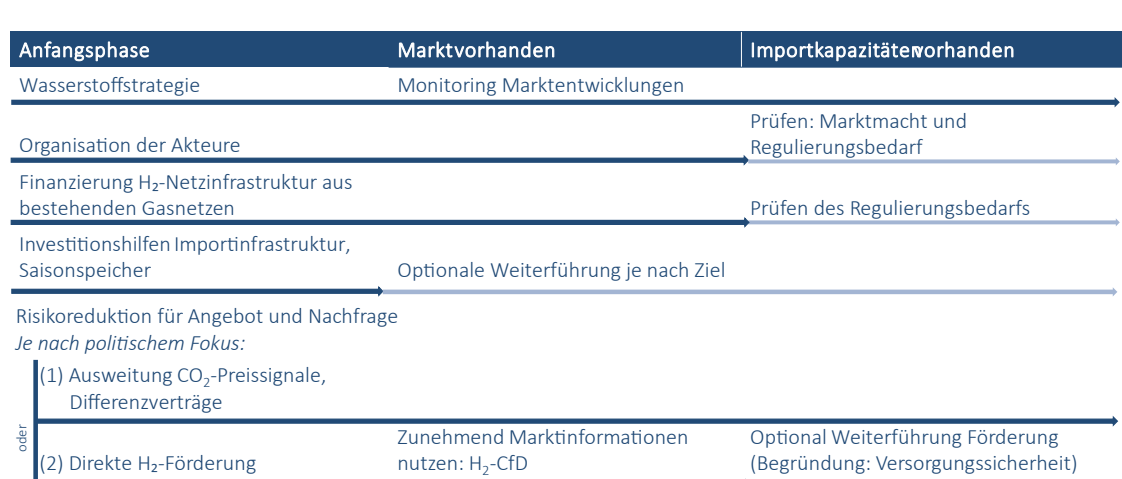 Anfangsphase Marktvorhanden Importkapazitätenvorhanden
Wasserstoffstrategie Monitoring Marktentwicklungen
Prüfen: Marktmacht und
Organisation der Akteure Regulierungsbedarf
Finanzierung H₂-Netzinfrastruktur aus
bestehenden Gasnetzen Prüfen des Regulierungsbedarfs
Investitionshilfen Importinfrastruktur,
Saisonspeicher Optionale Weiterführung je nach Ziel
Risikoreduktion für Angebot und Nachfrage
Je nach politischem Fokus:
(1) Ausweitung CO₂-Preissignale,
Differenzverträge
oder
Zunehmend Marktinformationen Optional Weiterführung Förderung
(2) Direkte H₂-Förderung nutzen: H₂-CfD (Begründung: Versorgungssicherheit)